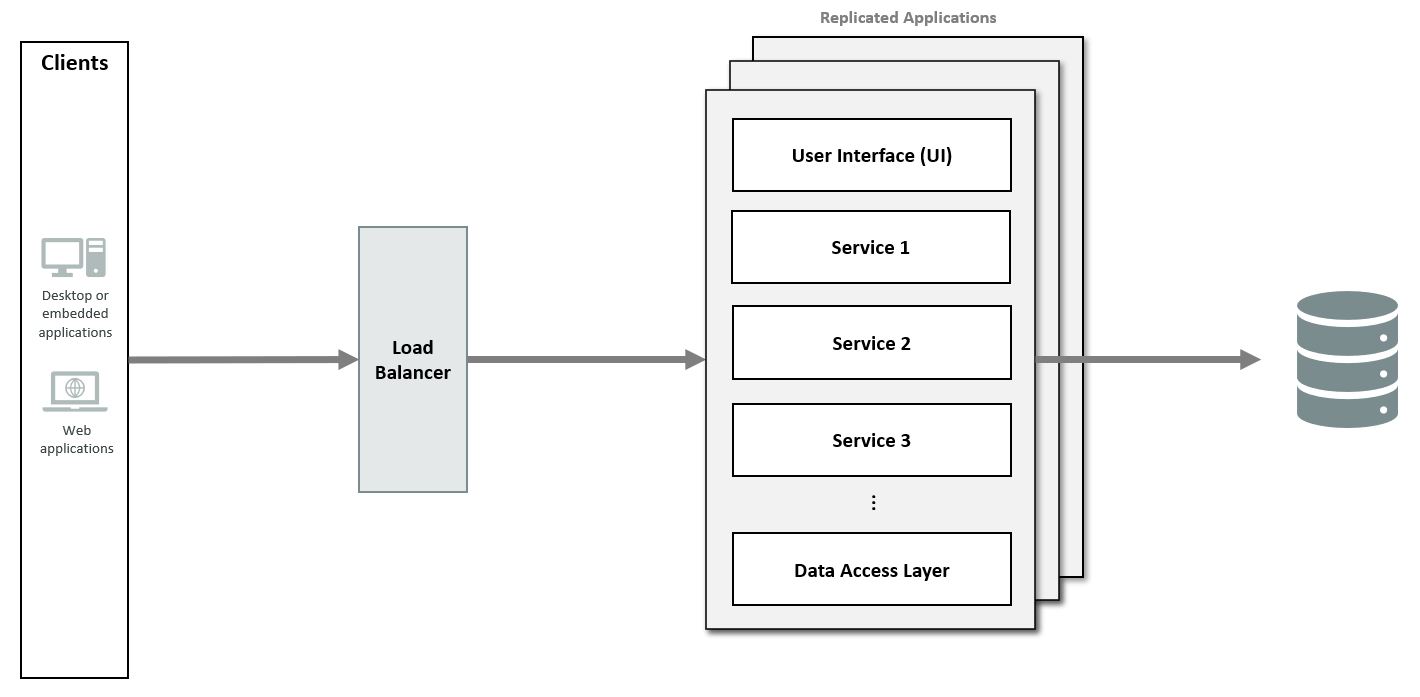 Replicated Applications
Clients
Desktop or
embedded
applications
Web
applications
Load
Balancer
User Interface (UI)
Service 1
Service 2
Service 3
⋮
Data Access Layer